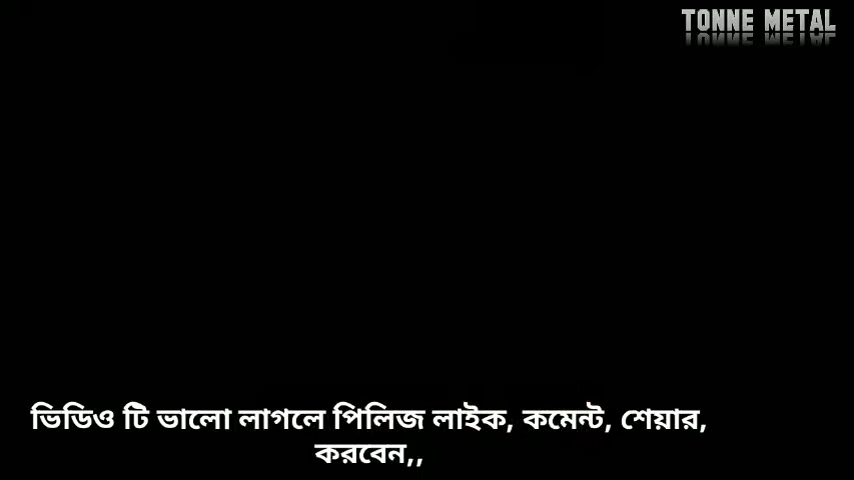 TONNE METAL
ভিডিও টি ভালো লাগলে পিলিজ লাইক, কমেন্ট, শেয়ার,
করবেন,,